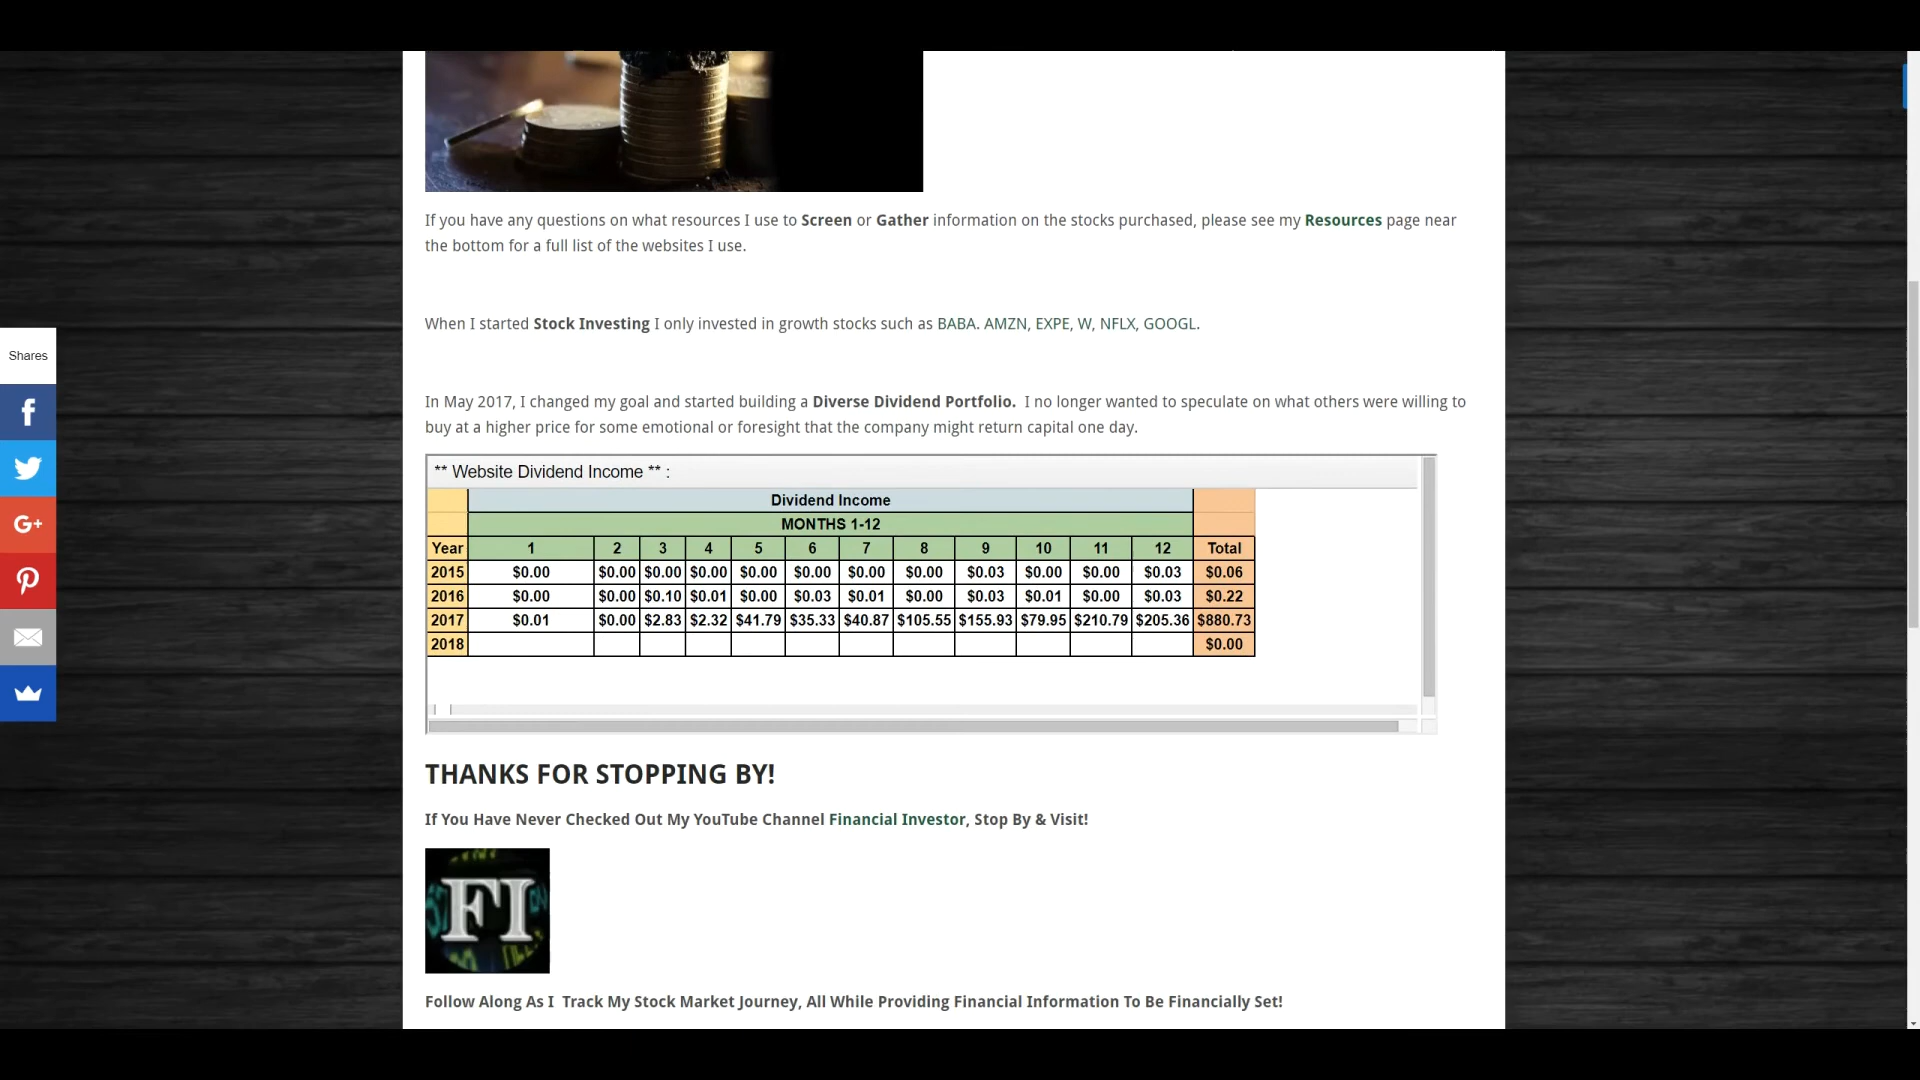 If you have any questions on what resources I use to Screen or Gather information on the stocks purchased, please see my Resources page near
the bottom for a full list of the websites I use.
When I started Stock Investing I only invested in growth stocks such as BABA. AMZN, EXPE, W, NFLX, GOOGL.
Shares
In May 2017, I changed my goal and started building a Diverse Dividend Portfolio. I no longer wanted to speculate on what others were willing to
buy at a higher price for some emotional or foresight that the company might return capital one day.
f
G+
** Website Dividend Income ** :
Dividend Income
MONTHS 1-12
Year 1 2 3 4 5 6 7 8 9 10 11 12 Total
2015 $0.00 $0.00 $0.00 $0.00 $0.00 $0.00 $0.00 $0.00 $0.03 $0.00 $0.00 $0.03 $0.06
2016 $0.00 $0.00 $0.10 $0.01 $0.00 $0.03 $0.01 $0.00 $0.03 $0.01 $0.00 $0.03 $0.22
2017 $0.01 $0.00 $2.83 $2.32 $41.79 $35.33 $40.87 $105.55 $155.93 $79.95 $210.79 $205.36 $880.73
2018 $0.00
THANKS FOR STOPPING BY!
If You Have Never Checked Out My YouTube Channel Financial Investor, Stop By & Visit!
FI
Follow Along As I Track My Stock Market Journey, All While Providing Financial Information To Be Financially Set!